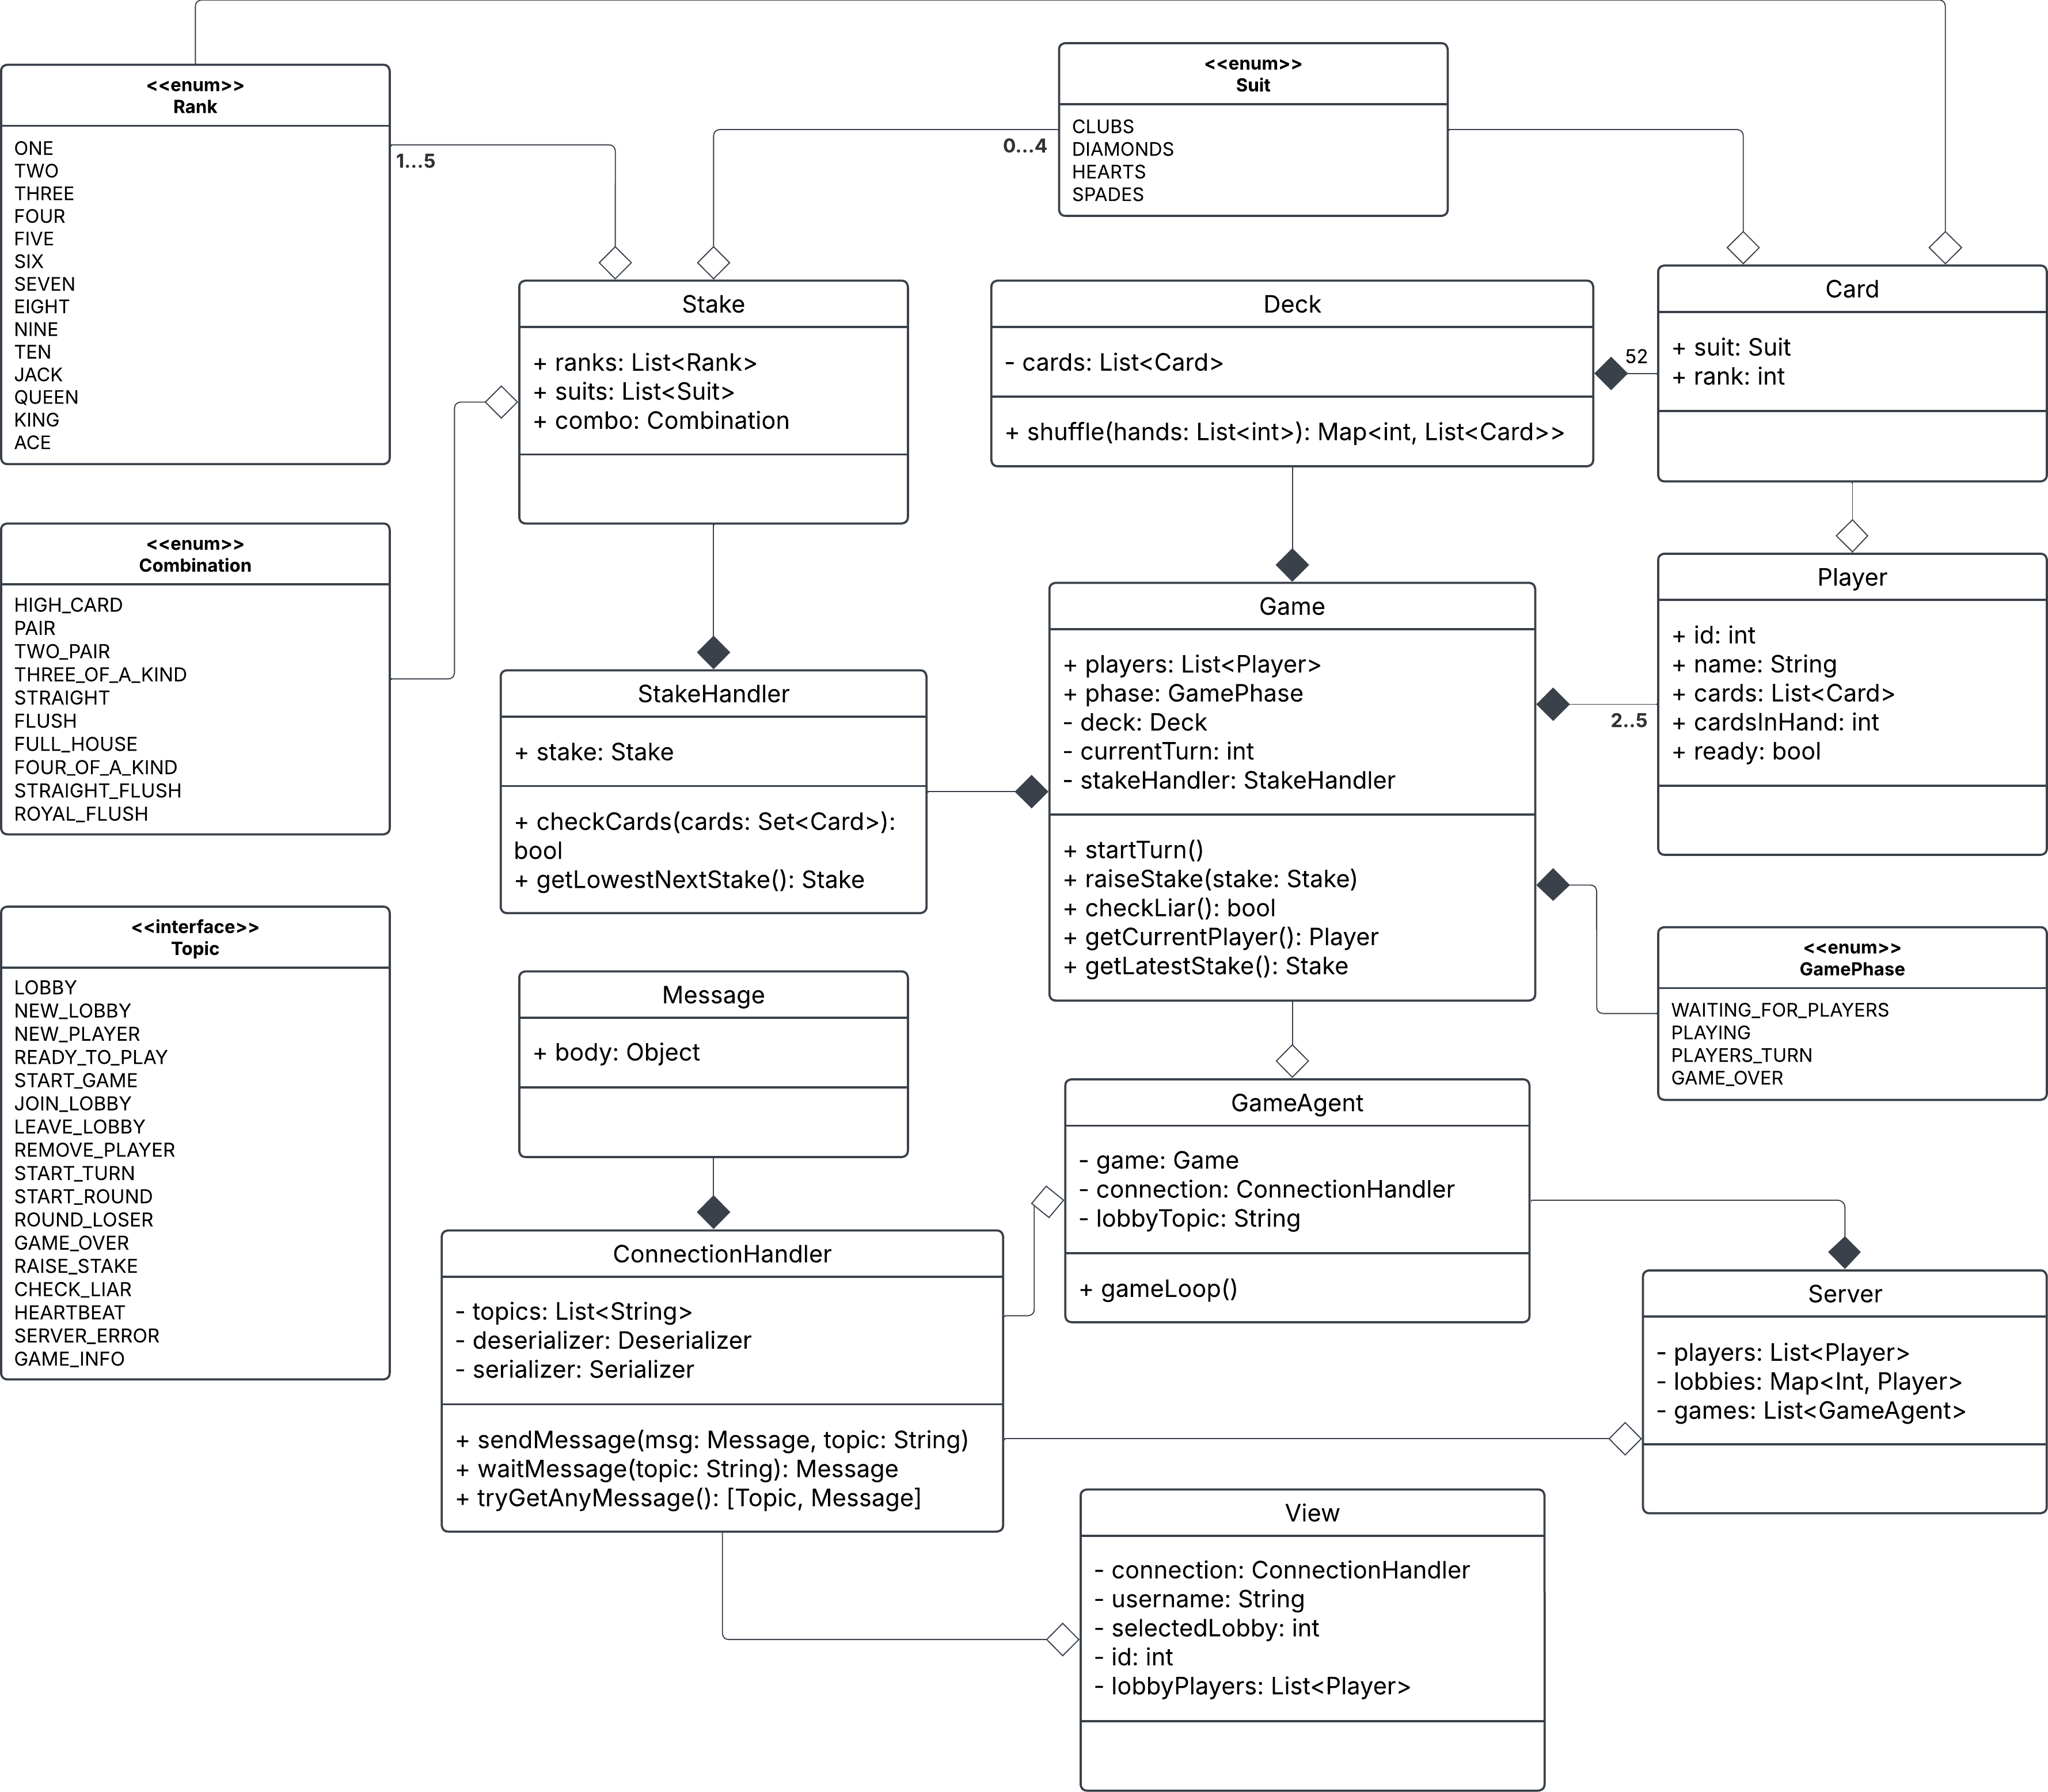 <<enum>>
Rank
ONE
TWO
THREE
FOUR
FIVE
SIX
SEVEN
EIGHT
NINE
TEN
JACK
QUEEN
KING
ACE
1...5
<<enum>>
Suit
CLUBS
DIAMONDS
HEARTS
SPADES
0...4
Stake
+ ranks: List<Rank>
+ suits: List<Suit>
+ combo: Combination
Deck
- cards: List<Card>
+ shuffle(hands: List<int>): Map<int, List<Card>>
52
Card
+ suit: Suit
+ rank: int
<<enum>>
Combination
HIGH_CARD
PAIR
TWO_PAIR
THREE_OF_A_KIND
STRAIGHT
FLUSH
FULL_HOUSE
FOUR_OF_A_KIND
STRAIGHT_FLUSH
ROYAL_FLUSH
StakeHandler
+ stake: Stake
+ checkCards(cards: Set<Card>):
bool
+ getLowestNextStake(): Stake
Game
+ players: List<Player>
+ phase: GamePhase
- deck: Deck
- currentTurn: int
- stakeHandler: StakeHandler
+ startTurn()
+ raiseStake(stake: Stake)
+ checkLiar(): bool
+ getCurrentPlayer(): Player
+ getLatestStake(): Stake
2..5
Player
+ id: int
+ name: String
+ cards: List<Card>
+ cardsInHand: int
+ ready: bool
<<interface>>
Topic
LOBBY
NEW_LOBBY
NEW_PLAYER
READY_TO_PLAY
START_GAME
JOIN_LOBBY
LEAVE_LOBBY
REMOVE_PLAYER
START_TURN
START_ROUND
ROUND_LOSER
GAME_OVER
RAISE_STAKE
CHECK_LIAR
HEARTBEAT
SERVER_ERROR
GAME_INFO
Message
+ body: Object
<<enum>>
GamePhase
WAITING_FOR_PLAYERS
PLAYING
PLAYERS_TURN
GAME_OVER
GameAgent
- game: Game
- connection: ConnectionHandler
- lobbyTopic: String
+ gameLoop()
ConnectionHandler
- topics: List<String>
- deserializer: Deserializer
- serializer: Serializer
+ sendMessage(msg: Message, topic: String)
+ waitMessage(topic: String): Message
+ tryGetAnyMessage(): [Topic, Message]
Server
- players: List<Player>
- lobbies: Map<Int, Player>
- games: List<GameAgent>
View
- connection: ConnectionHandler
- username: String
- selectedLobby: int
- id: int
- lobbyPlayers: List<Player>